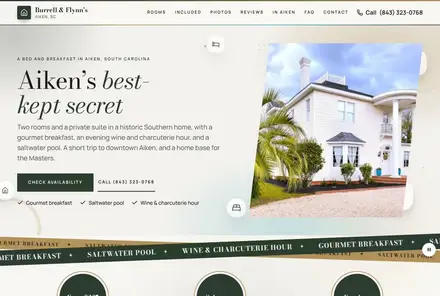 Burrell & Flynn's
AIKEN, SC
ROOMS INCLUDED PHOTOS REVIEWS IN AIKEN FAQ CONTACT Call (843) 323-0768
A BED AND BREAKFAST IN AIKEN, SOUTH CAROLINA
Aiken's best-
kept secret
Two rooms and a private suite in a historic Southern home, with a
gourmet breakfast, an evening wine and charcuterie hour, and a
saltwater pool. A short trip to downtown Aiken, and a home base for
the Masters.
CHECK AVAILABILITY CALL (843) 323-0768
Gourmet breakfast Saltwater pool Wine & charcuterie hour
GOURMET BREAKFAST SALTWATER POOL WINE & CHARCUTERIE HOUR GOURMET BREAKFAST